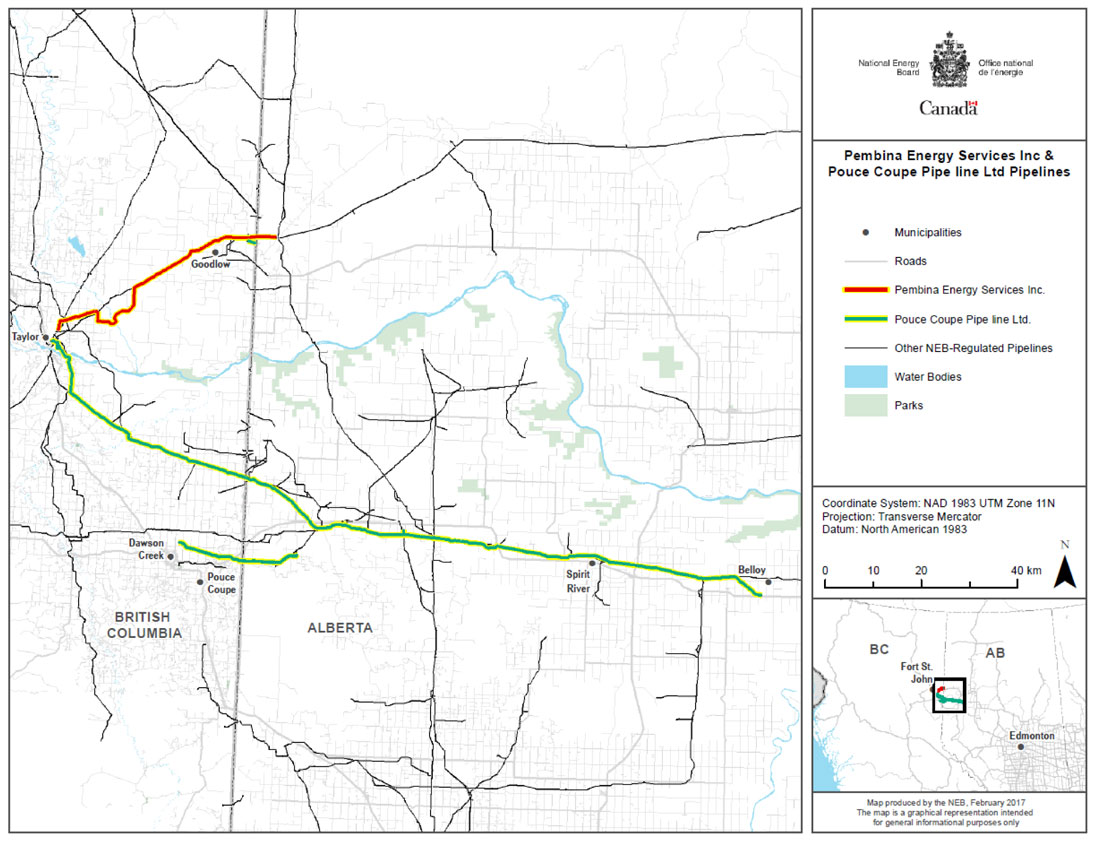 Goodlow
Taylor
Dawson
Creek
Pouce
Coupe
Spirit
River
Belloy
BRITISH
COLUMBIA
ALBERTA
National Energy
Board
Office national
de l'énergie
Canada
Pembina Energy Services Inc &
Pouce Coupe Pipe line Ltd Pipelines
Municipalities
Roads
Pembina Energy Services Inc.
Pouce Coupe Pipe line Ltd.
Other NEB-Regulated Pipelines
Water Bodies
Parks
Coordinate System: NAD 1983 UTM Zone 11N
Projection: Transverse Mercator
Datum: North American 1983
N
0 10 20 40 km
BC
AB
Fort St.
John
Edmonton
Map produced by the NEB, February 2017
The map is a graphical representation intended
for general informational purposes only